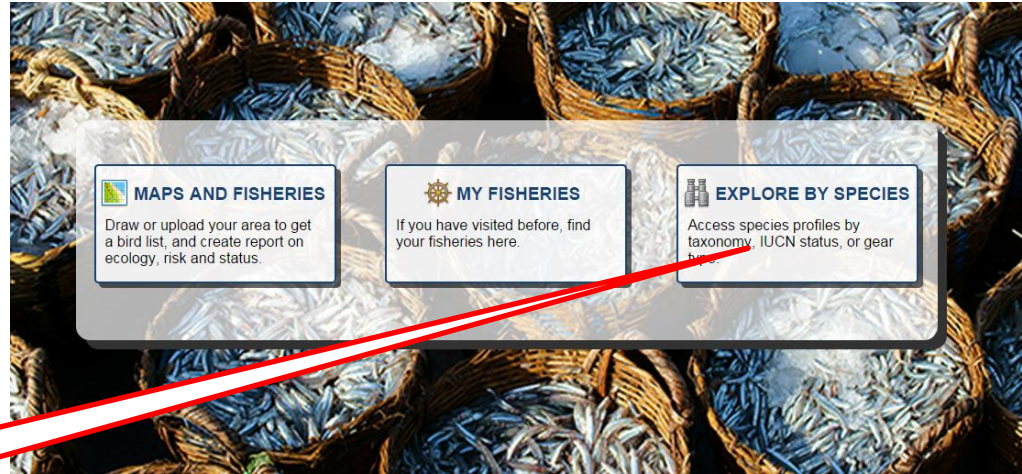 MAPS AND FISHERIES
Draw or upload your area to get
a bird list, and create report on
ecology, risk and status.
MY FISHERIES
If you have visited before, find
your fisheries here.
EXPLORE BY SPECIES
Access species profiles by
taxonomy, IUCN status, or gear
type.